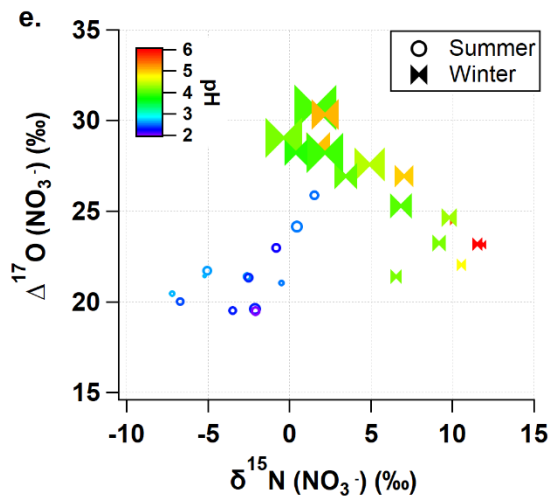 e.
35
30
25
20
15
Δ¹⁷O (NO₃⁻) (‰)
6
5
4
3
2
pH
Summer
Winter
-10
-5
0
5
10
15
δ¹⁵N (NO₃⁻) (‰)